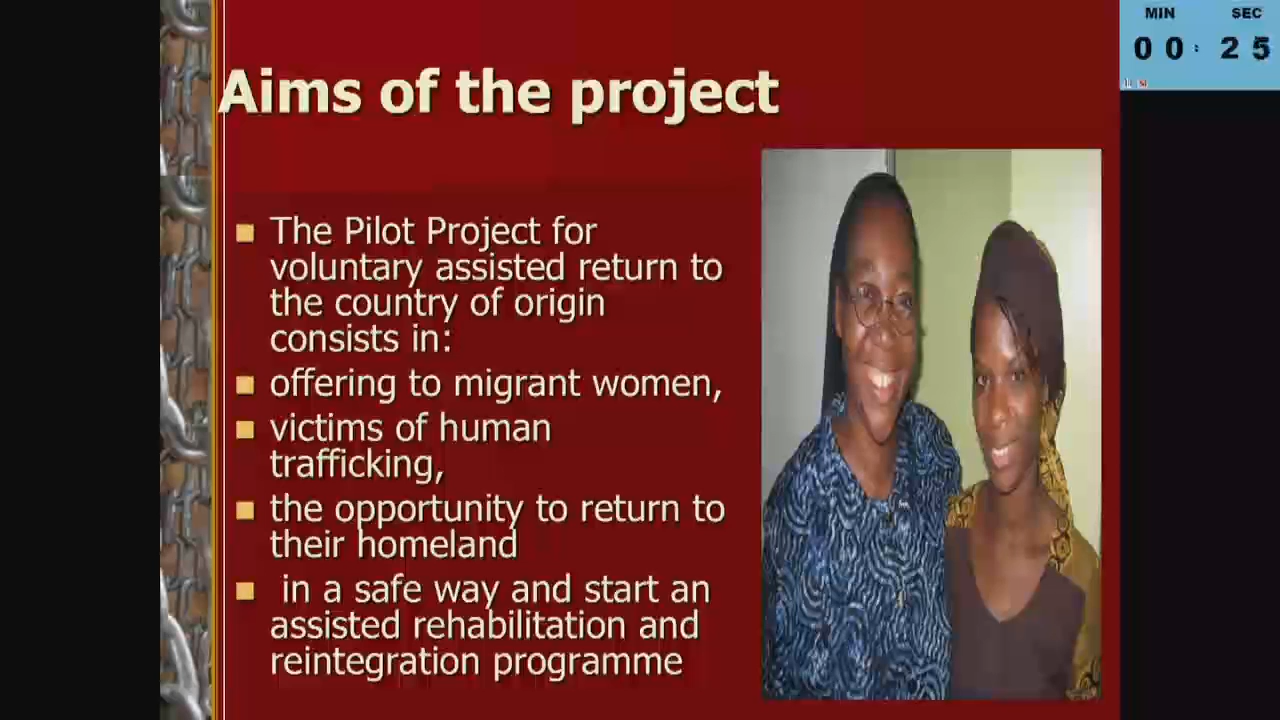 MIN SEC
00 : 25
Aims of the project
The Pilot Project for
voluntary assisted return to
the country of origin
consists in:
offering to migrant women,
victims of human
trafficking,
the opportunity to return to
their homeland
in a safe way and start an
assisted rehabilitation and
reintegration programme